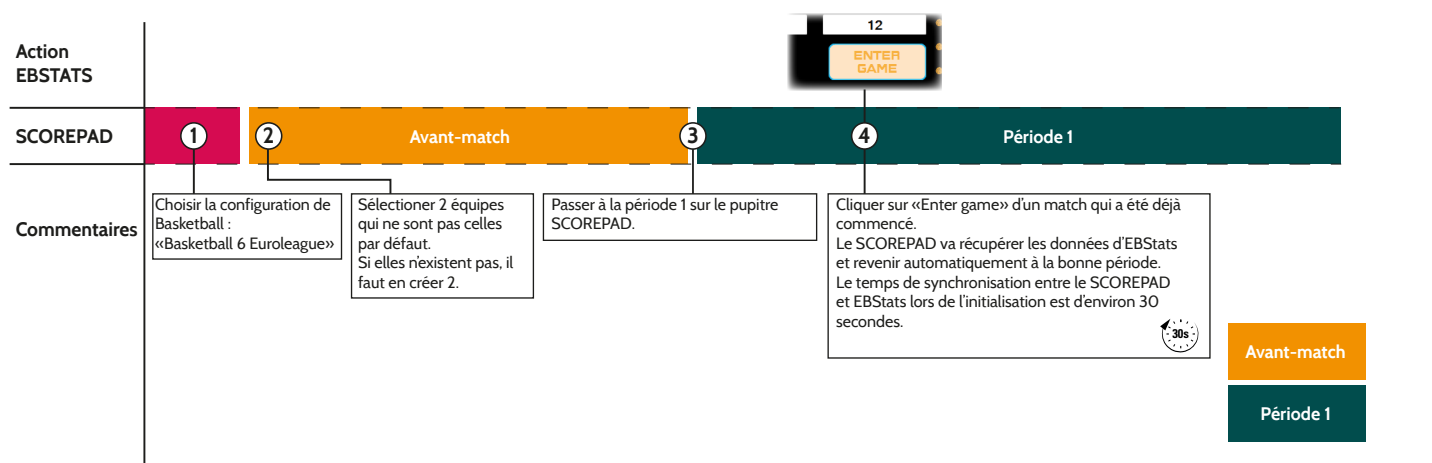 Action
EBSTATS
12
ENTER
GAME
SCOREPAD
1
2
Avant-match
3
4
Période 1
Commentaires
Choisir la configuration de
Basketball :
«Basketball 6 Euroleague»
Sélectioner 2 équipes
qui ne sont pas celles
par défaut.
Si elles n'existent pas, il
faut en créer 2.
Passer à la période 1 sur le pupitre
SCOREPAD.
Cliquer sur «Enter game» d'un match qui a été déjà
commencé.
Le SCOREPAD va récupérer les données d'EBStats
et revenir automatiquement à la bonne période.
Le temps de synchronisation entre le SCOREPAD
et EBStats lors de l'initialisation est d'environ 30
secondes.
30s
Avant-match
Période 1